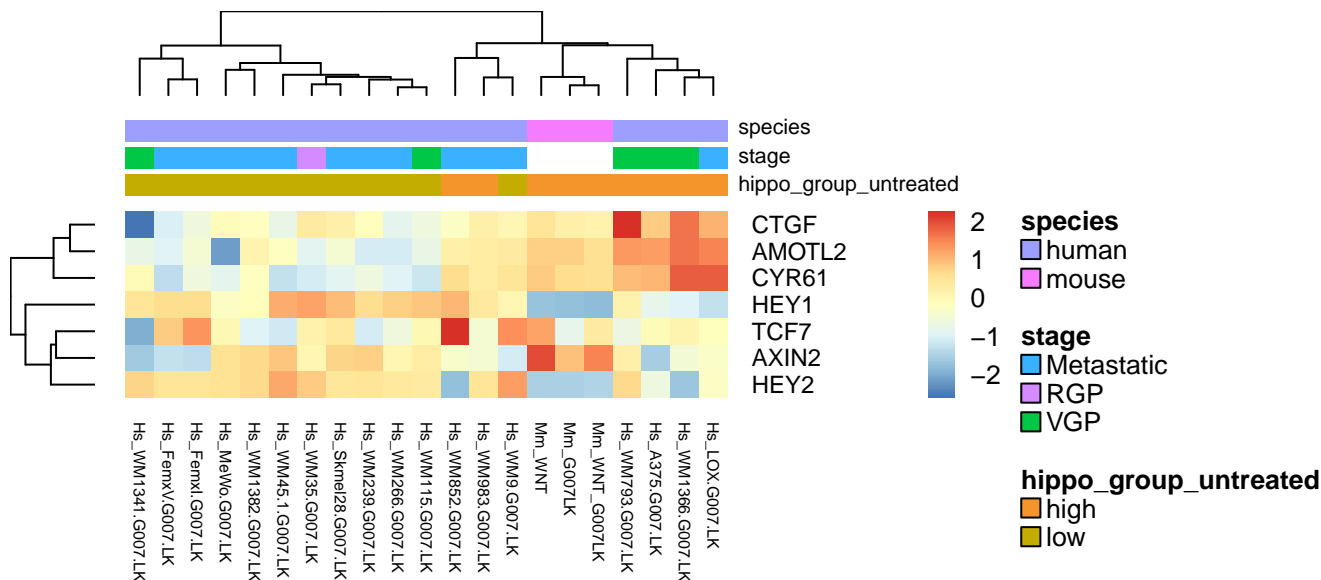 species
stage
hippo_group_untreated
CTGF
AMOTL2
CYR61
HEY1
TCF7
AXIN2
HEY2
2
1
0
−1
−2
species
human
mouse
stage
Metastatic
RGP
VGP
hippo_group_untreated
high
low
Hs_WM1341.G007.LK
Hs_FemxV.G007.LK
Hs_FemxI.G007.LK
Hs_MeWo.G007.LK
Hs_WM1382.G007.LK
Hs_WM45.1.G007.LK
Hs_WM35.G007.LK
Hs_Skmel28.G007.LK
Hs_WM239.G007.LK
Hs_WM266.G007.LK
Hs_WM115.G007.LK
Hs_WM852.G007.LK
Hs_WM983.G007.LK
Hs_WM9.G007.LK
Mm_WNT
Mm_G007LK
Mm_WNT_G007LK
Hs_WM793.G007.LK
Hs_A375.G007.LK
Hs_WM1366.G007.LK
Hs_LOX.G007.LK